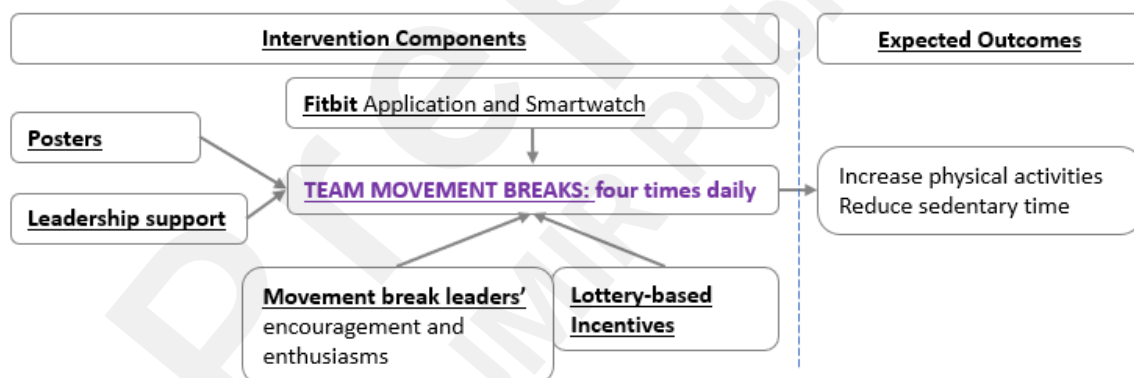 Intervention Components
Expected Outcomes
Fitbit Application and Smartwatch
Posters
TEAM MOVEMENT BREAKS: four times daily
Increase physical activities
Reduce sedentary time
Leadership support
Movement break leaders’
encouragement and
enthusiasms
Lottery-based
Incentives